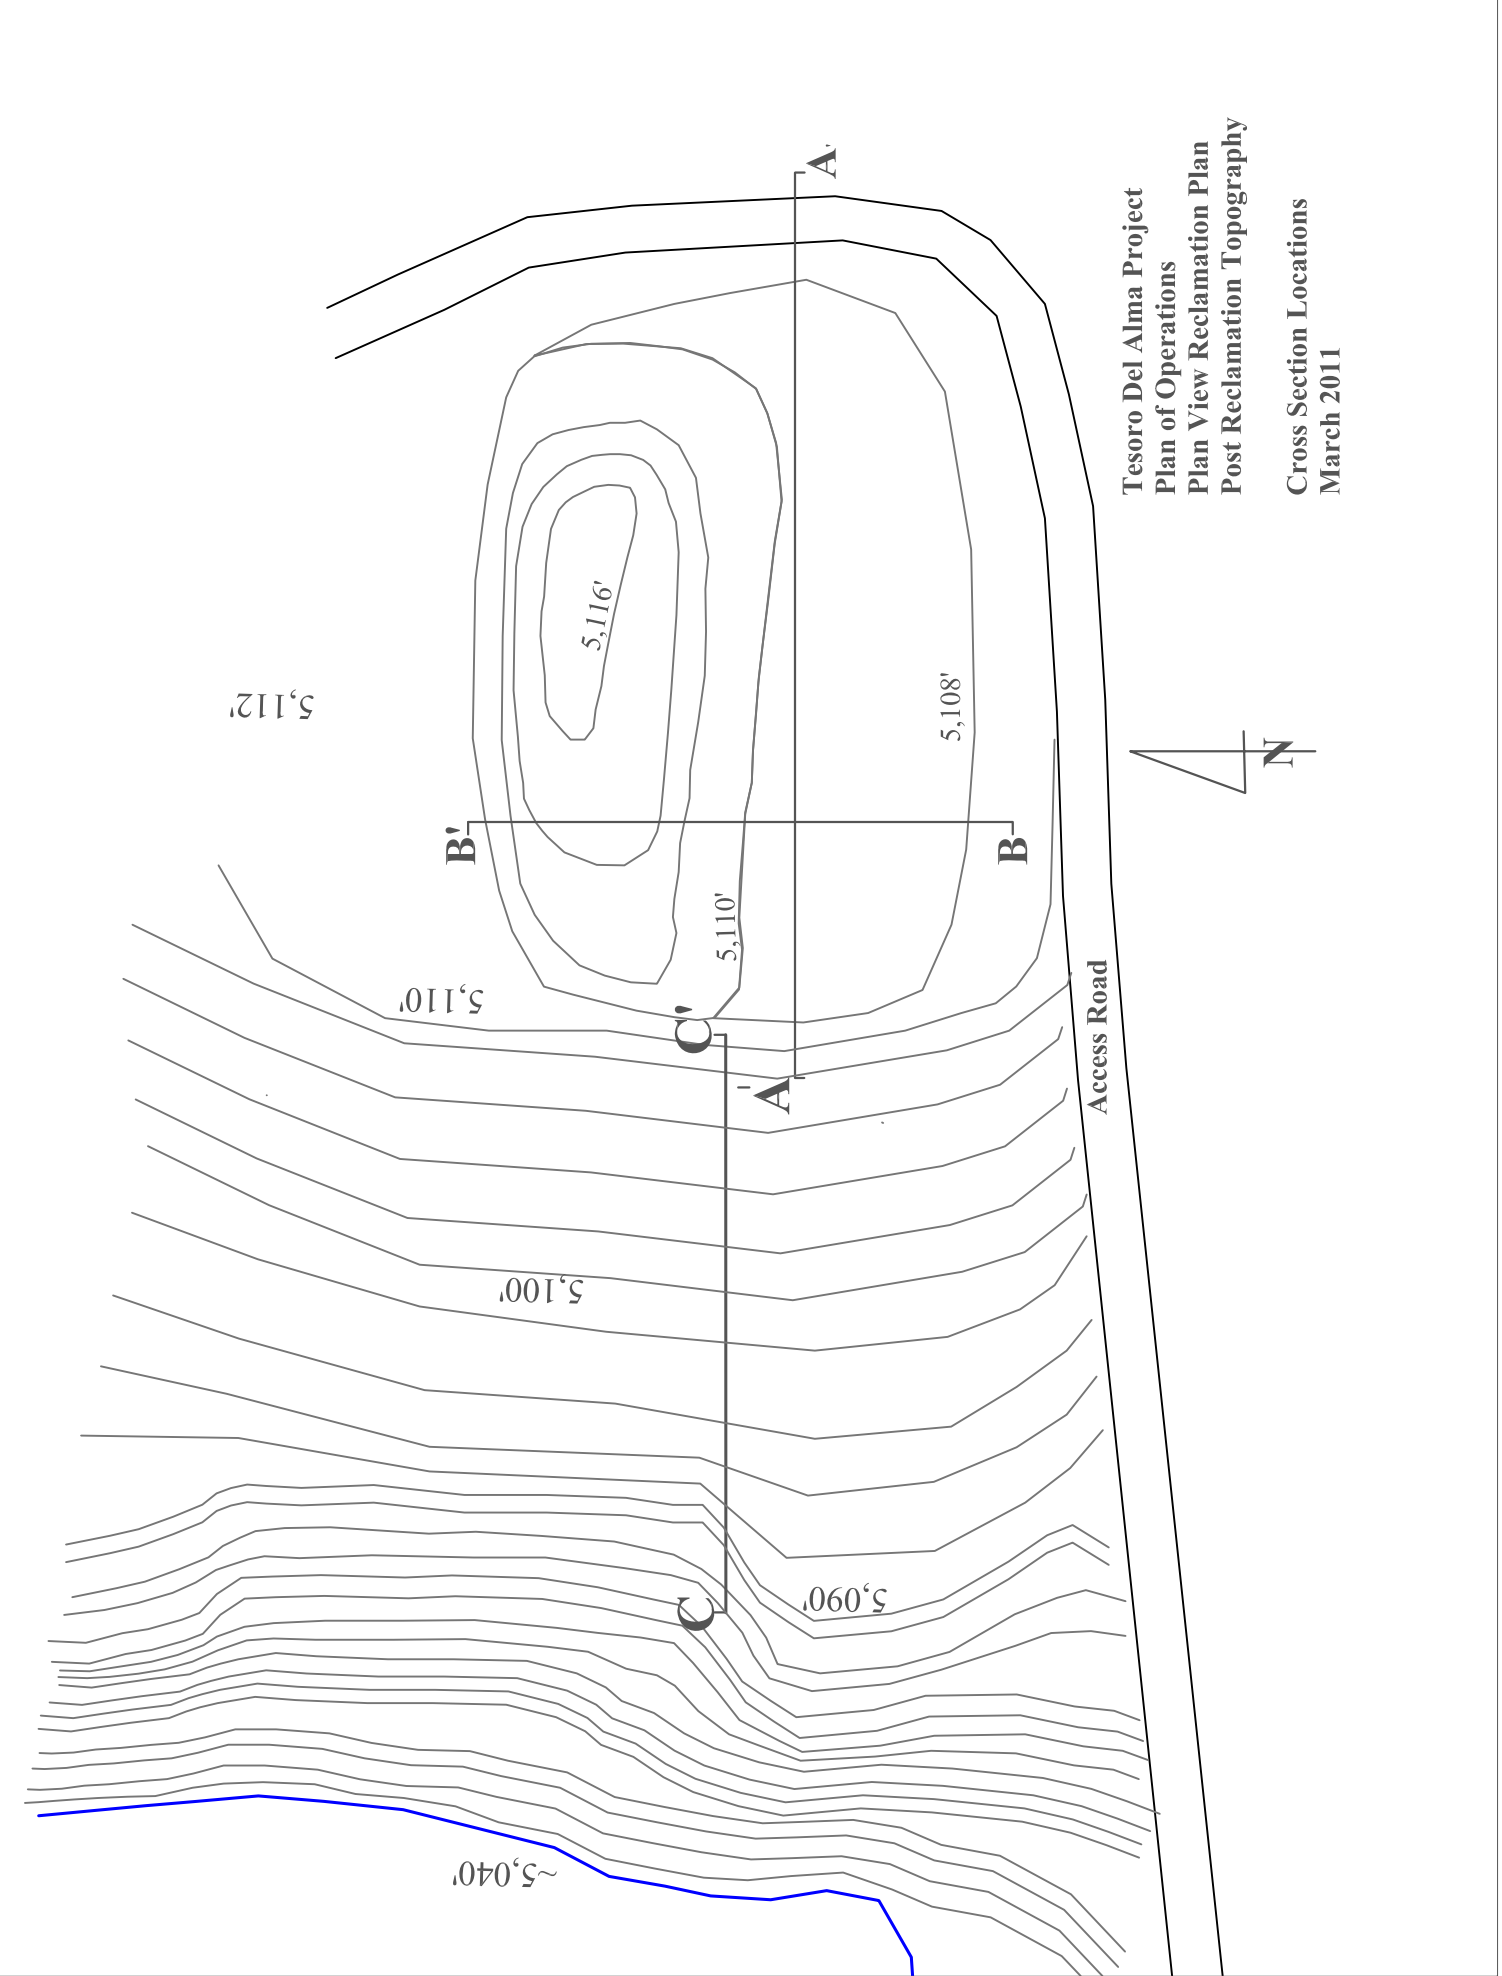 Tesoro Del Alma Project
Plan of Operations
Plan View Reclamation Plan
Post Reclamation Topography
Cross Section Locations
March 2011
A'
5,112'
5,116'
5,108'
B'
B
N
5,110'
5,110'
C'
A
Access Road
5,100'
C
5,090'
~5,040'